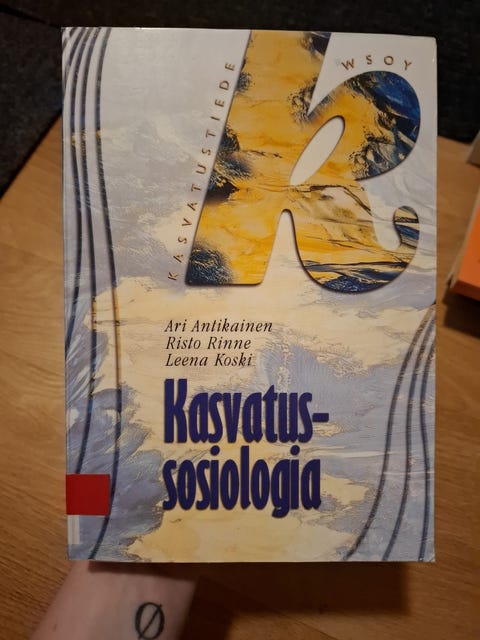 KASVATUSTIEDE
WSOY
Ari Antikainen
Risto Rinne
Leena Koski
Kasvatus-
sosiologia
Ø